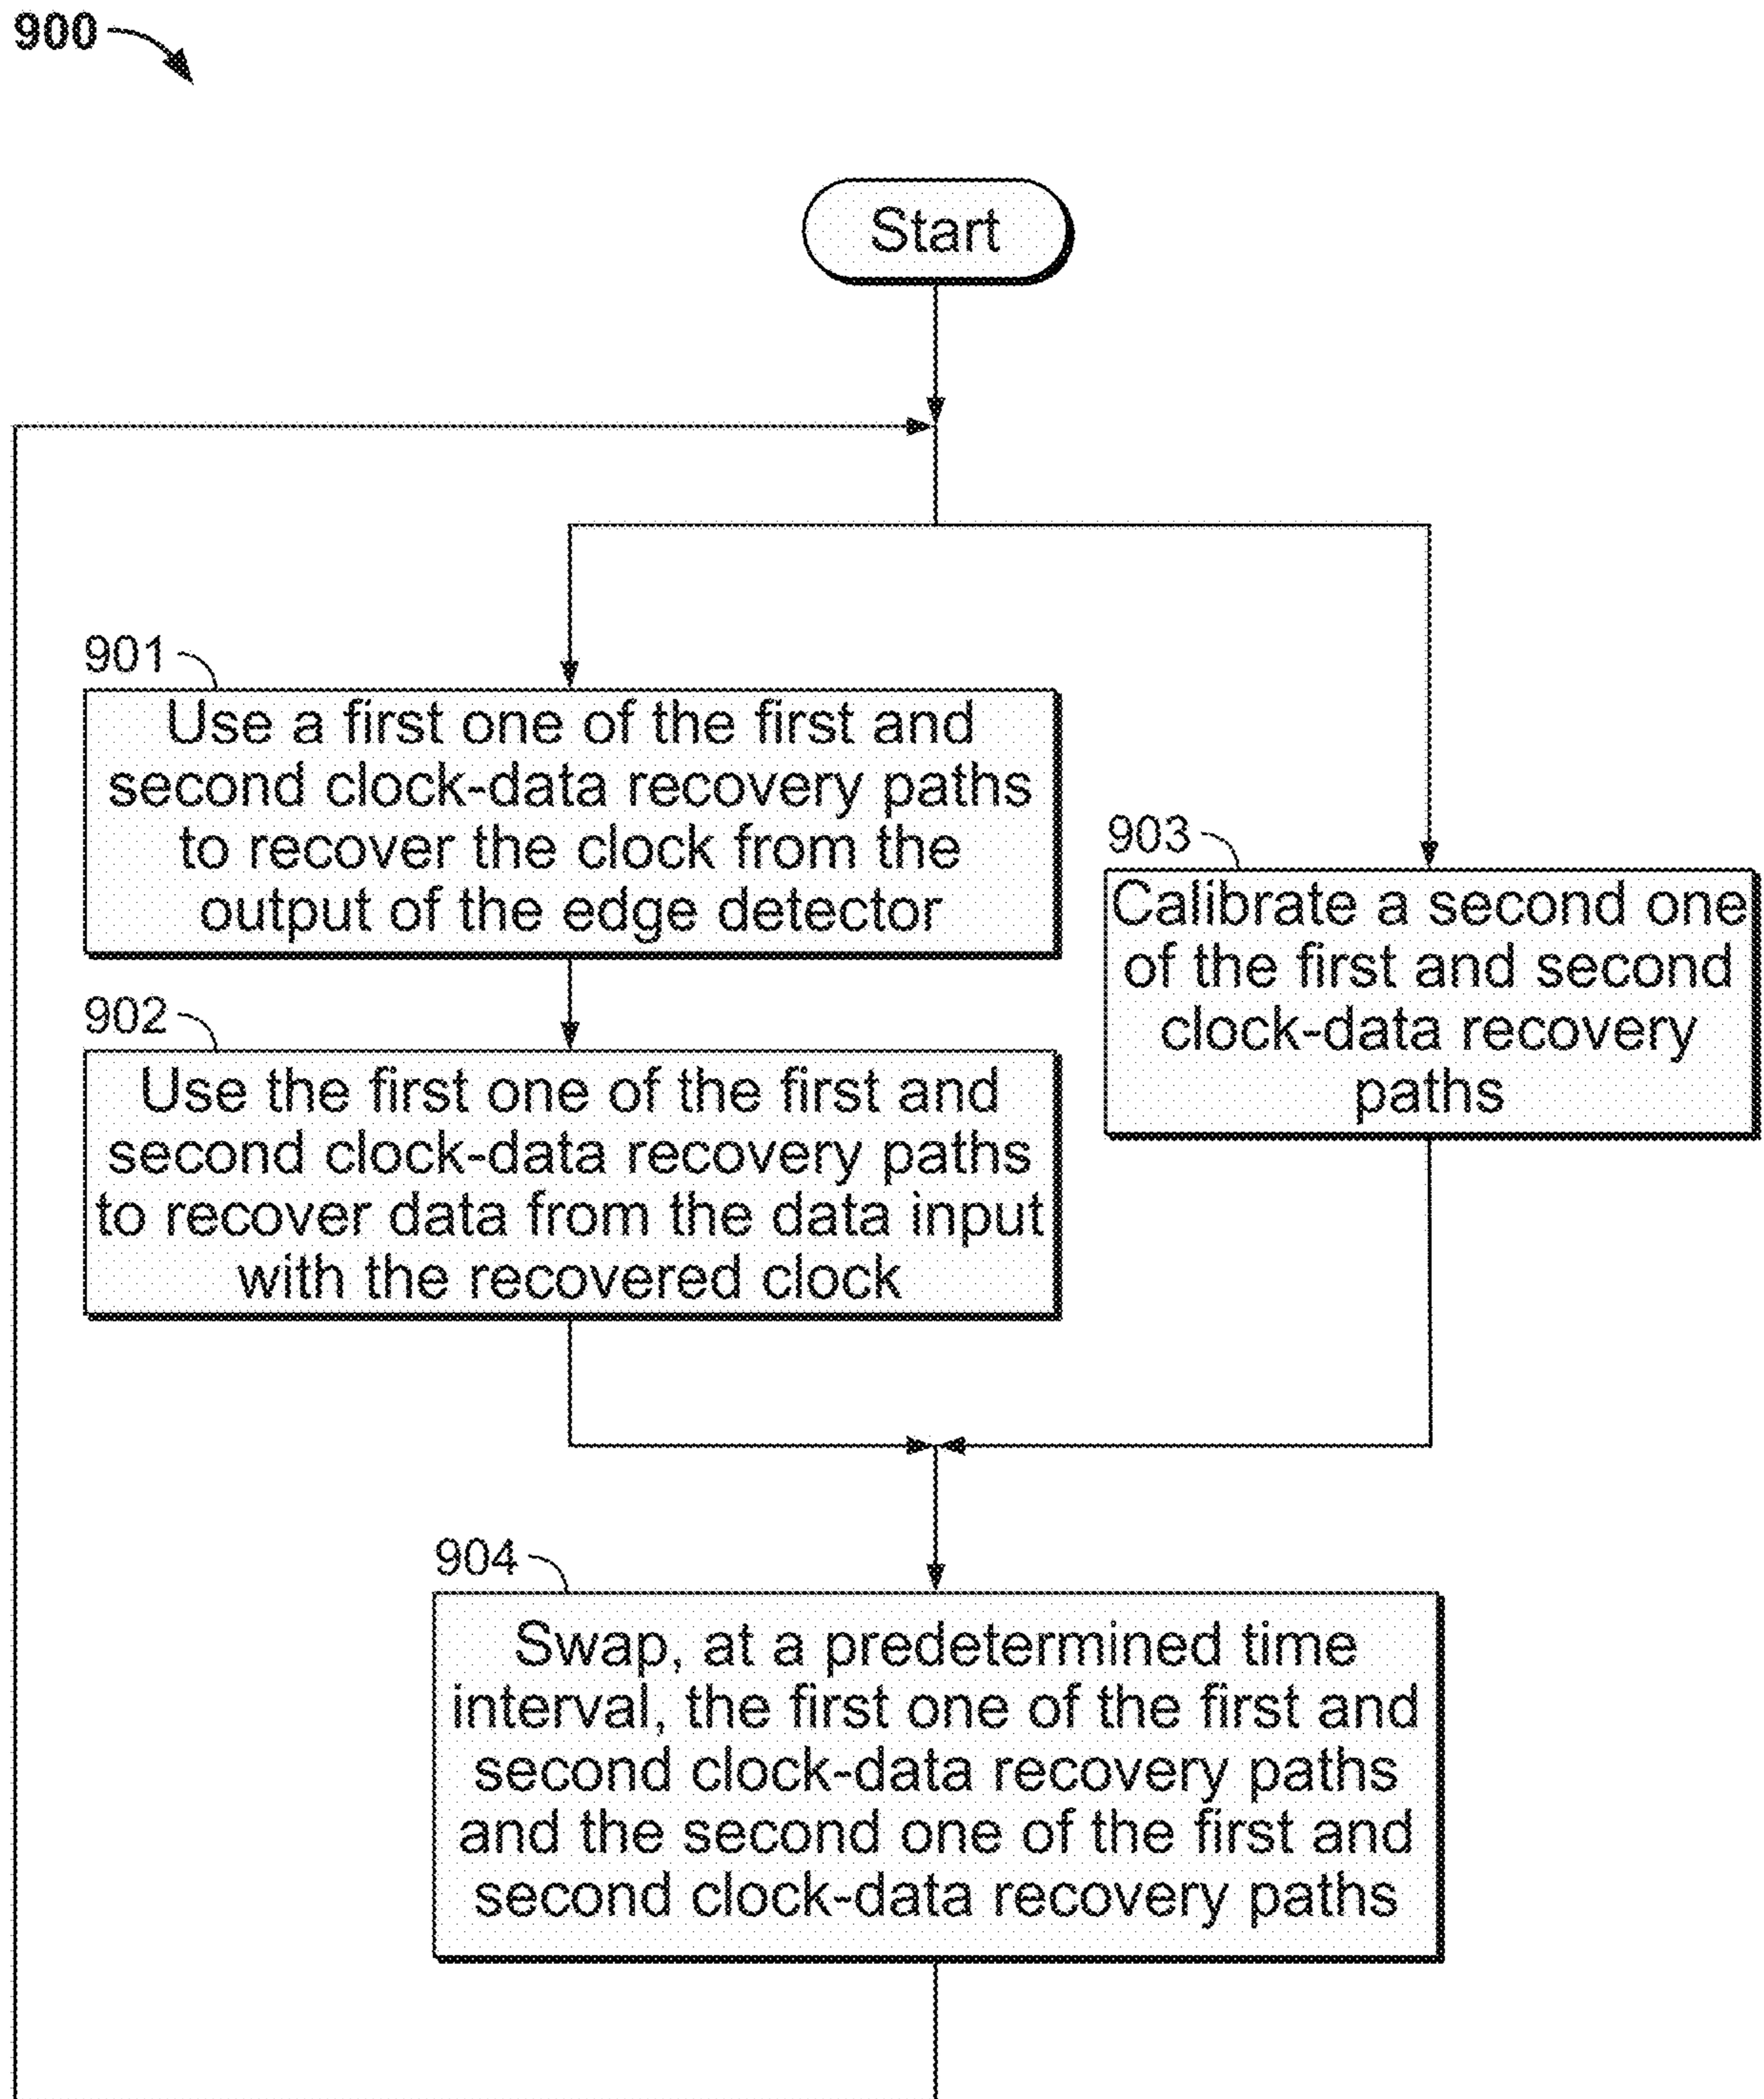 900
Start
901
Use a first one of the first and
second clock-data recovery paths
to recover the clock from the
output of the edge detector
902
Use the first one of the first and
second clock-data recovery paths
to recover data from the data input
with the recovered clock
903
Calibrate a second one
of the first and second
clock-data recovery
paths
904
Swap, at a predetermined time
interval, the first one of the first and
second clock-data recovery paths
and the second one of the first and
second clock-data recovery paths